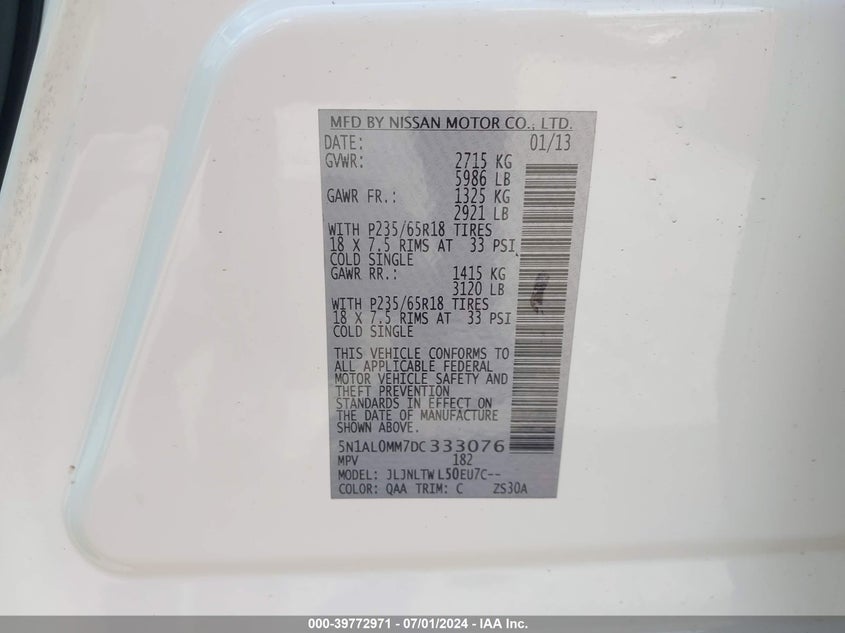 MFD BY NISSAN MOTOR CO., LTD.
DATE: 01/13
GVWR: 2715 KG
5986 LB
GAWR FR.: 1325 KG
2921 LB
WITH P235/65R18 TIRES
18 X 7.5 RIMS AT 33 PSI
COLD SINGLE
GAWR RR.: 1415 KG
3120 LB
WITH P235/65R18 TIRES
18 X 7.5 RIMS AT 33 PSI
COLD SINGLE
THIS VEHICLE CONFORMS TO
ALL APPLICABLE FEDERAL
MOTOR VEHICLE SAFETY AND
THEFT PREVENTION
STANDARDS IN EFFECT ON
THE DATE OF MANUFACTURE
SHOWN ABOVE.
5N1AL0MM7DC333076
MPV 182
MODEL: JLJNLTWL50EU7C--
COLOR: QAA TRIM: C ZS30A
000-39772971 - 07/01/2024 - IAA Inc.